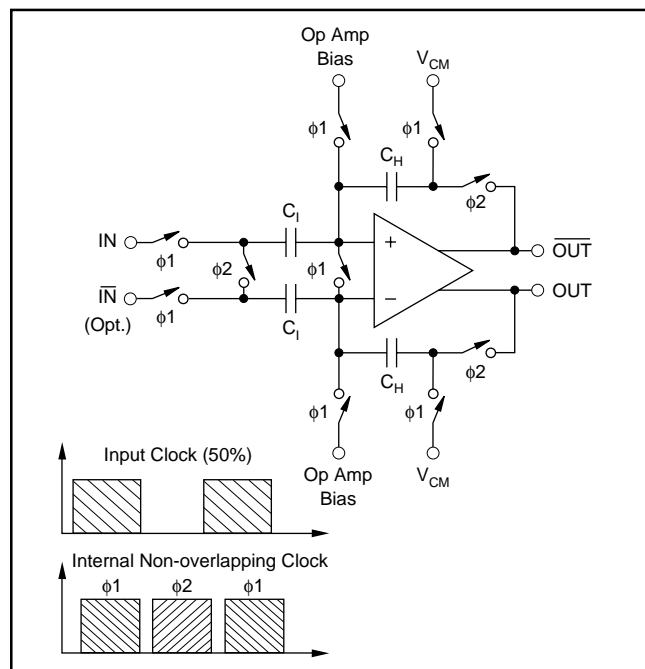 Op Amp
Bias
V_CM
ϕ1
ϕ1
C_H
ϕ2
IN
ϕ1
C_I
ϕ2
ϕ1
+
OUT̅
IN̅
(Opt.)
ϕ1
C_I
−
OUT
C_H
ϕ2
ϕ1
ϕ1
Op Amp
Bias
V_CM
Input Clock (50%)
Internal Non-overlapping Clock
ϕ1
ϕ2
ϕ1